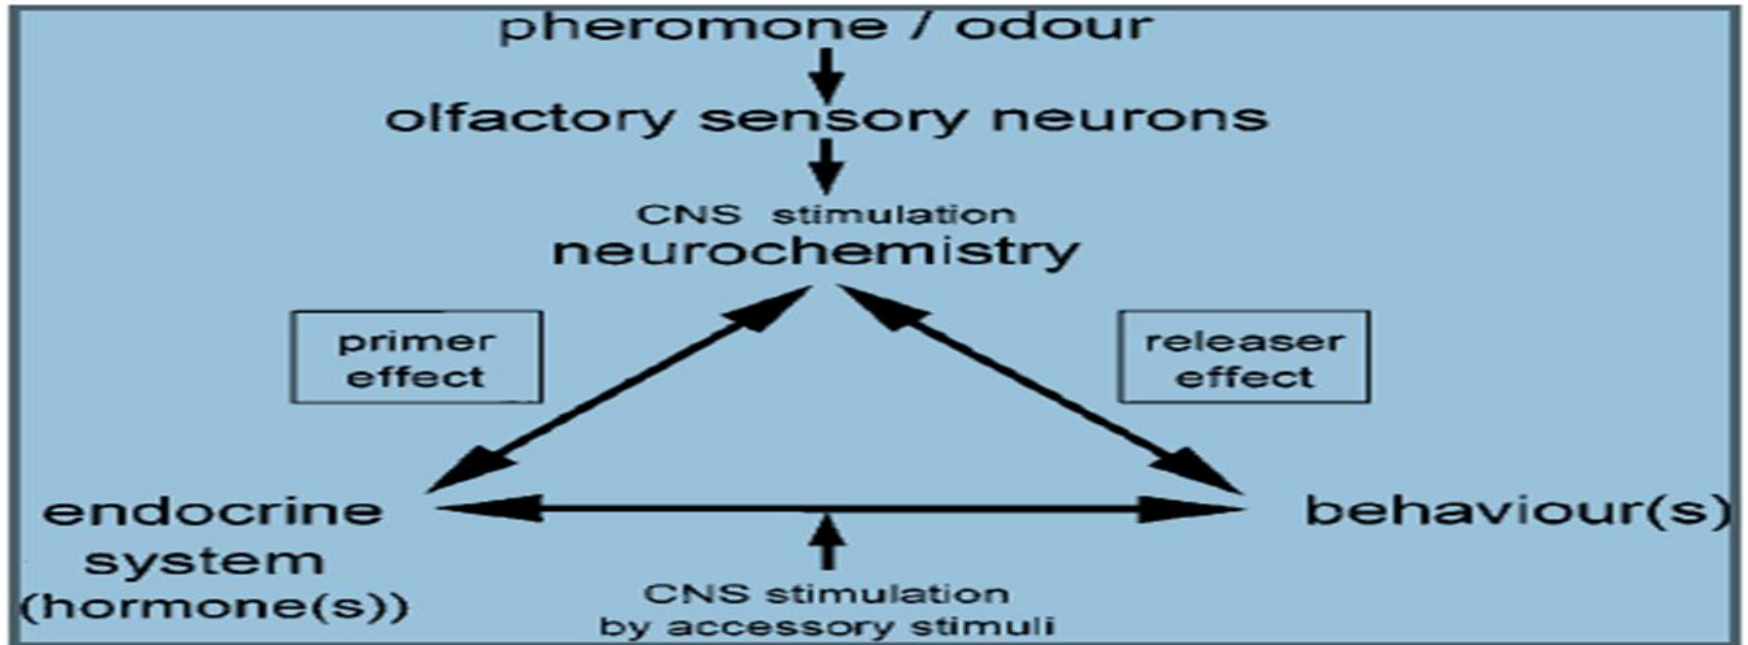 pheromone / odour
olfactory sensory neurons
CNS stimulation
neurochemistry
primer
effect
releaser
effect
endocrine
system
(hormone(s))
behaviour(s)
CNS stimulation
by accessory stimuli